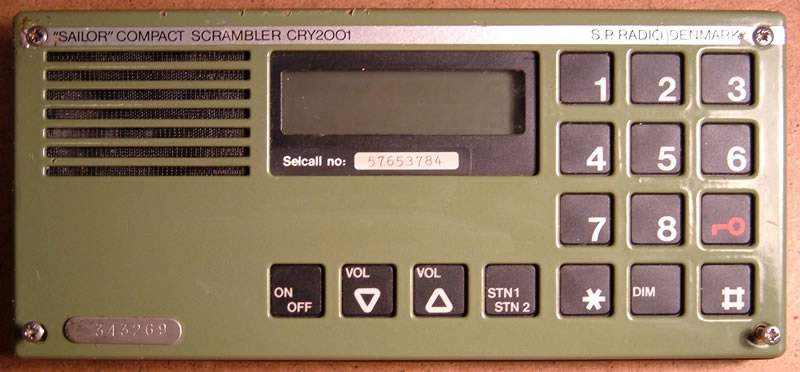 "SAILOR" COMPACT SCRAMBLER CRY2001
S.P. RADIO DENMARK
Selcall no: 57653784
1 2 3
4 5 6
7 8
ON OFF
VOL
VOL
STN1 STN2
* DIM #
343269